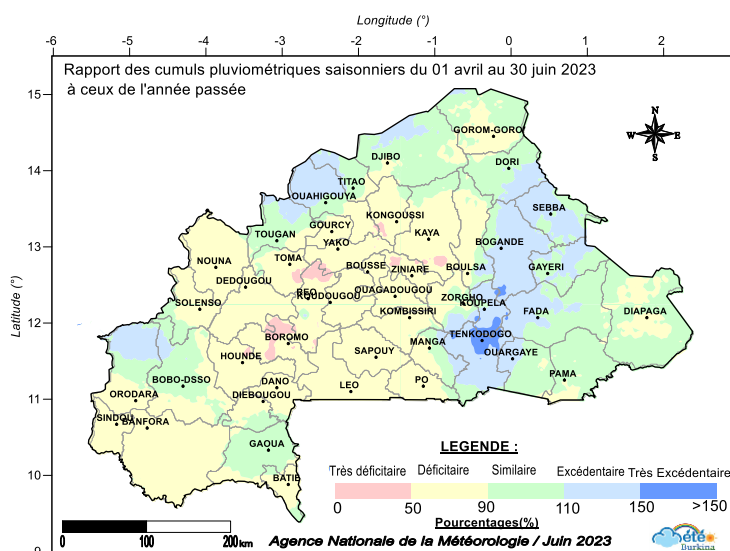 Longitude (°)
-6 -5 -4 -3 -2 -1 0 1 2
Rapport des cumuls pluviométriques saisonniers du 01 avril au 30 juin 2023
à ceux de l'année passée
15
14
13
12
11
10
9
Latitude (°)
N
W E
S
GOROM-GORO
DJIBO
DORI
TITAO
OUAHIGOUYA
SEBBA
KONGOUSSI
GOURCY
TOUGAN
KAYA
YAKO
BOGANDE
TOMA
NOUNA
BOUSSE
ZINIARE
BOULSA
GAYERI
DEDOUGOU
REO
KOUDOUGOU
OUAGADOUGOU
ZORGHO
KOUPELA
SOLENSO
KOMBISSIRI
FADA
DIAPAGA
BOROMO
TENKODOGO
MANGA
HOUNDE
SAPOUY
OUARGAYE
BOBO-DSSO
DANO
LEO
PO
PAMA
ORODARA
DIEBOUGOU
SINDOU
BANFORA
GAOUA
BATIE
LEGENDE :
Très déficitaire Déficitaire Similaire Excédentaire Très Excédentaire
0 50 90 110 150 >150
Pourcentages(%)
0 100 200 km
Agence Nationale de la Météorologie / Juin 2023
Météo
Burkina